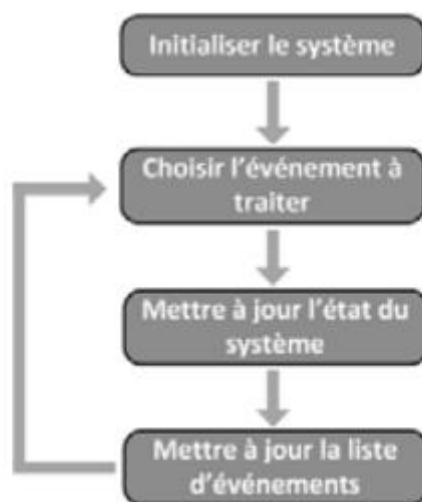 Initialiser le système
Choisir l'événement à
traiter
Mettre à jour l'état du
système
Mettre à jour la liste
d'événements